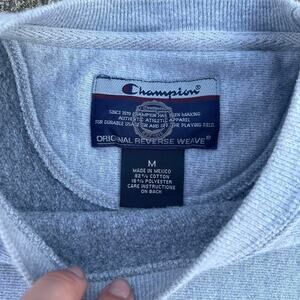 Champion
SINCE 1919 CHAMPION HAS BEEN MAKING
AUTHENTIC ATHLETIC APPAREL
FOR DURABLE USAGE ON AND OFF THE PLAYING FIELD.
ORIGINAL REVERSE WEAVE®
M
MADE IN MEXICO
82% COTTON
18% POLYESTER
CARE INSTRUCTIONS
ON BACK